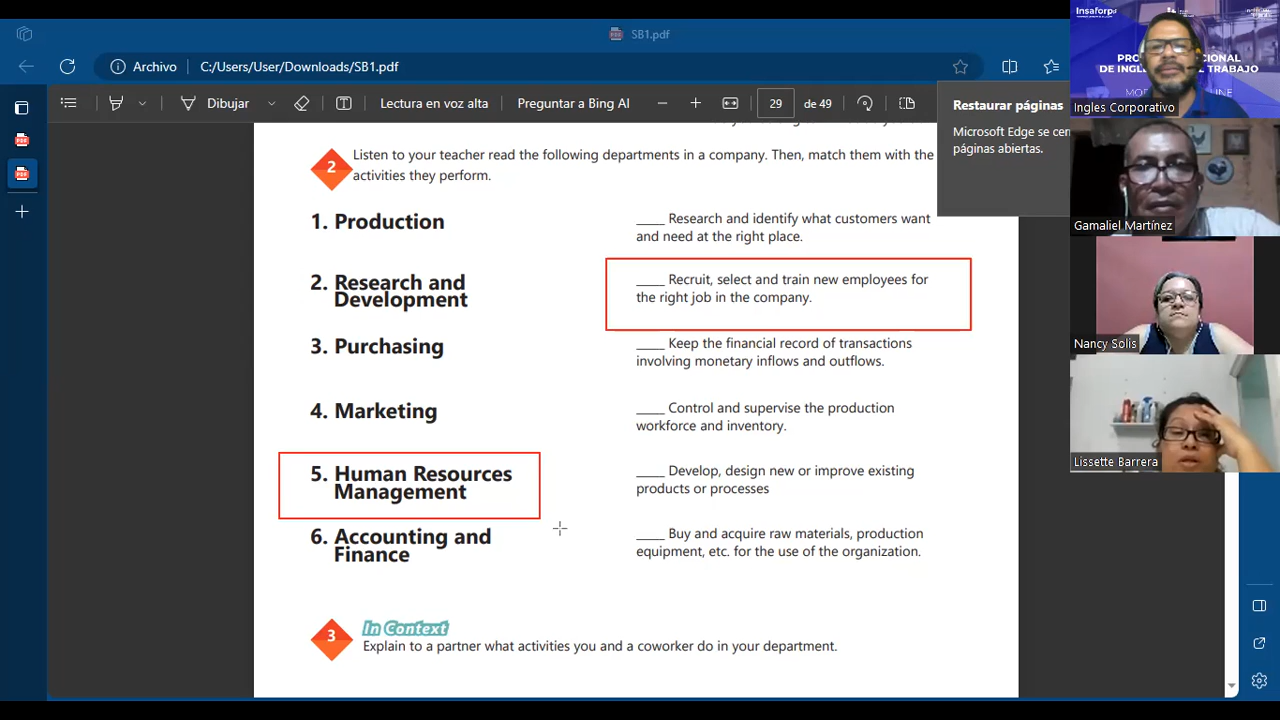 SB1.pdf
Archivo C:/Users/User/Downloads/SB1.pdf
Dibujar Lectura en voz alta Preguntar a Bing AI 29 de 49
Restaurar páginas
Microsoft Edge se cer
páginas abiertas.
2 Listen to your teacher read the following departments in a company. Then, match them with the
activities they perform.
1. Production
____ Research and identify what customers want
and need at the right place.
2. Research and
Development
____ Recruit, select and train new employees for
the right job in the company.
3. Purchasing
____ Keep the financial record of transactions
involving monetary inflows and outflows.
4. Marketing
____ Control and supervise the production
workforce and inventory.
5. Human Resources
Management
____ Develop, design new or improve existing
products or processes
6. Accounting and
Finance
____ Buy and acquire raw materials, production
equipment, etc. for the use of the organization.
3 In Context
Explain to a partner what activities you and a coworker do in your department.
Insaforp
Ingles Corporativo
Gamaliel Martínez
Nancy Solis
Lissette Barrera